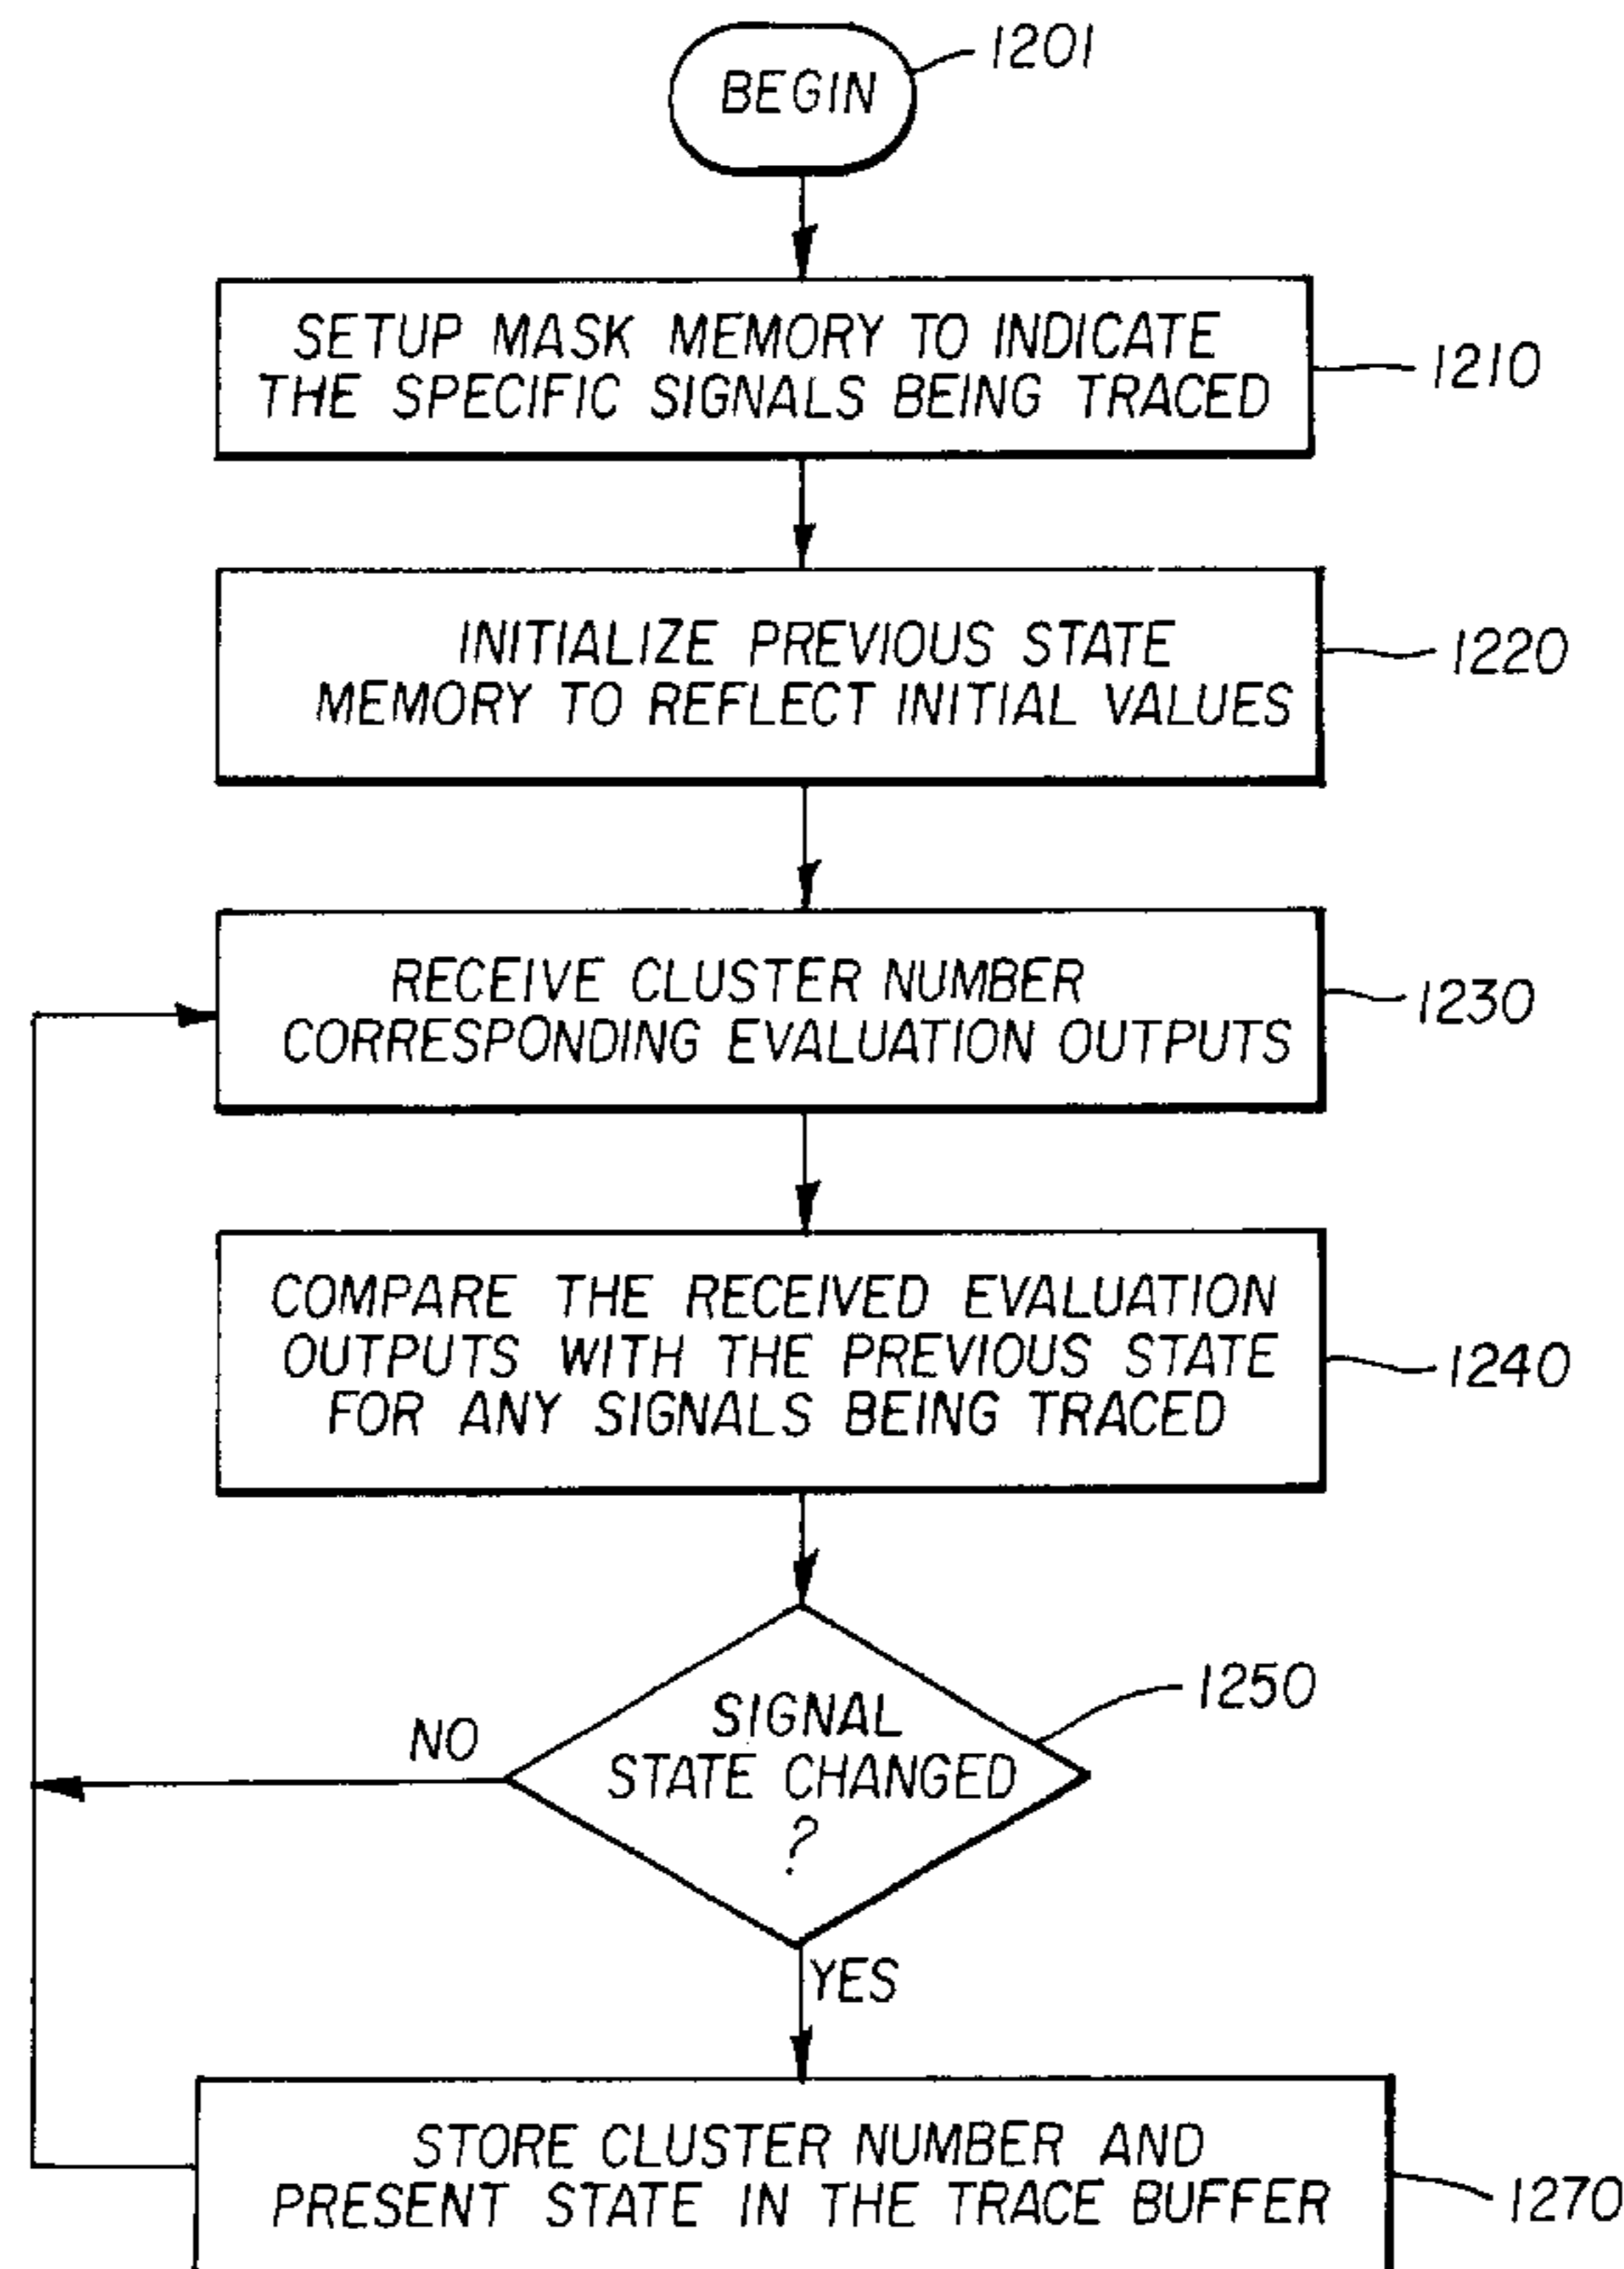 BEGIN
1201
SETUP MASK MEMORY TO INDICATE
THE SPECIFIC SIGNALS BEING TRACED
1210
INITIALIZE PREVIOUS STATE
MEMORY TO REFLECT INITIAL VALUES
1220
RECEIVE CLUSTER NUMBER
CORRESPONDING EVALUATION OUTPUTS
1230
COMPARE THE RECEIVED EVALUATION
OUTPUTS WITH THE PREVIOUS STATE
FOR ANY SIGNALS BEING TRACED
1240
SIGNAL
STATE CHANGED
?
1250
NO
YES
STORE CLUSTER NUMBER AND
PRESENT STATE IN THE TRACE BUFFER
1270